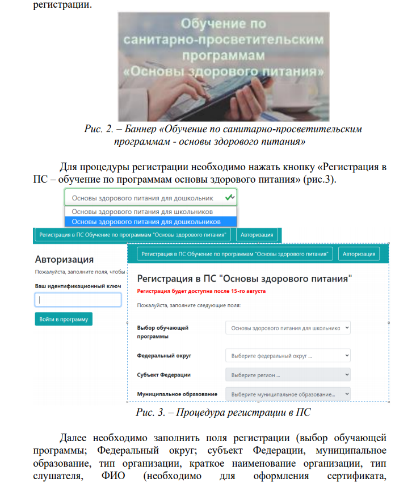 регистрации.
Обучение по
санитарно-просветительским
программам
«Основы здорового питания»
Рис. 2. – Баннер «Обучение по санитарно-просветительским
программам - основы здорового питания»
Для процедуры регистрации необходимо нажать кнопку «Регистрация в
ПС – обучение по программам основы здорового питания» (рис.3).
Основы здорового питания для дошкольник
Основы здорового питания для школьников
Основы здорового питания для дошкольников
Регистрация в ПС Обучение по программам "Основы здорового питания"
Авторизация
Регистрация в ПС Обучение по программам "Основы здорового питания"
Авторизация
Авторизация
Пожалуйста, заполните поля, чтобы
Ваш идентификационный ключ
Войти в программу
Регистрация в ПС "Основы здорового питания"
Регистрация будет доступна после 15-го августа
Пожалуйста, заполните следующие поля:
Выбор обучающей
программы
Основы здорового питания для школьнико
Федеральный округ
Выберите федеральный округ ...
Субъект Федерации
Выберите регион ...
Муниципальное образование
Выберите муниципальное образование...
Рис. 3. – Процедура регистрации в ПС
Далее необходимо заполнить поля регистрации (выбор обучающей
программы; Федеральный округ; субъект Федерации, муниципальное
образование, тип организации, краткое наименование организации, тип
слушателя, ФИО (необходимо для оформления сертификата,